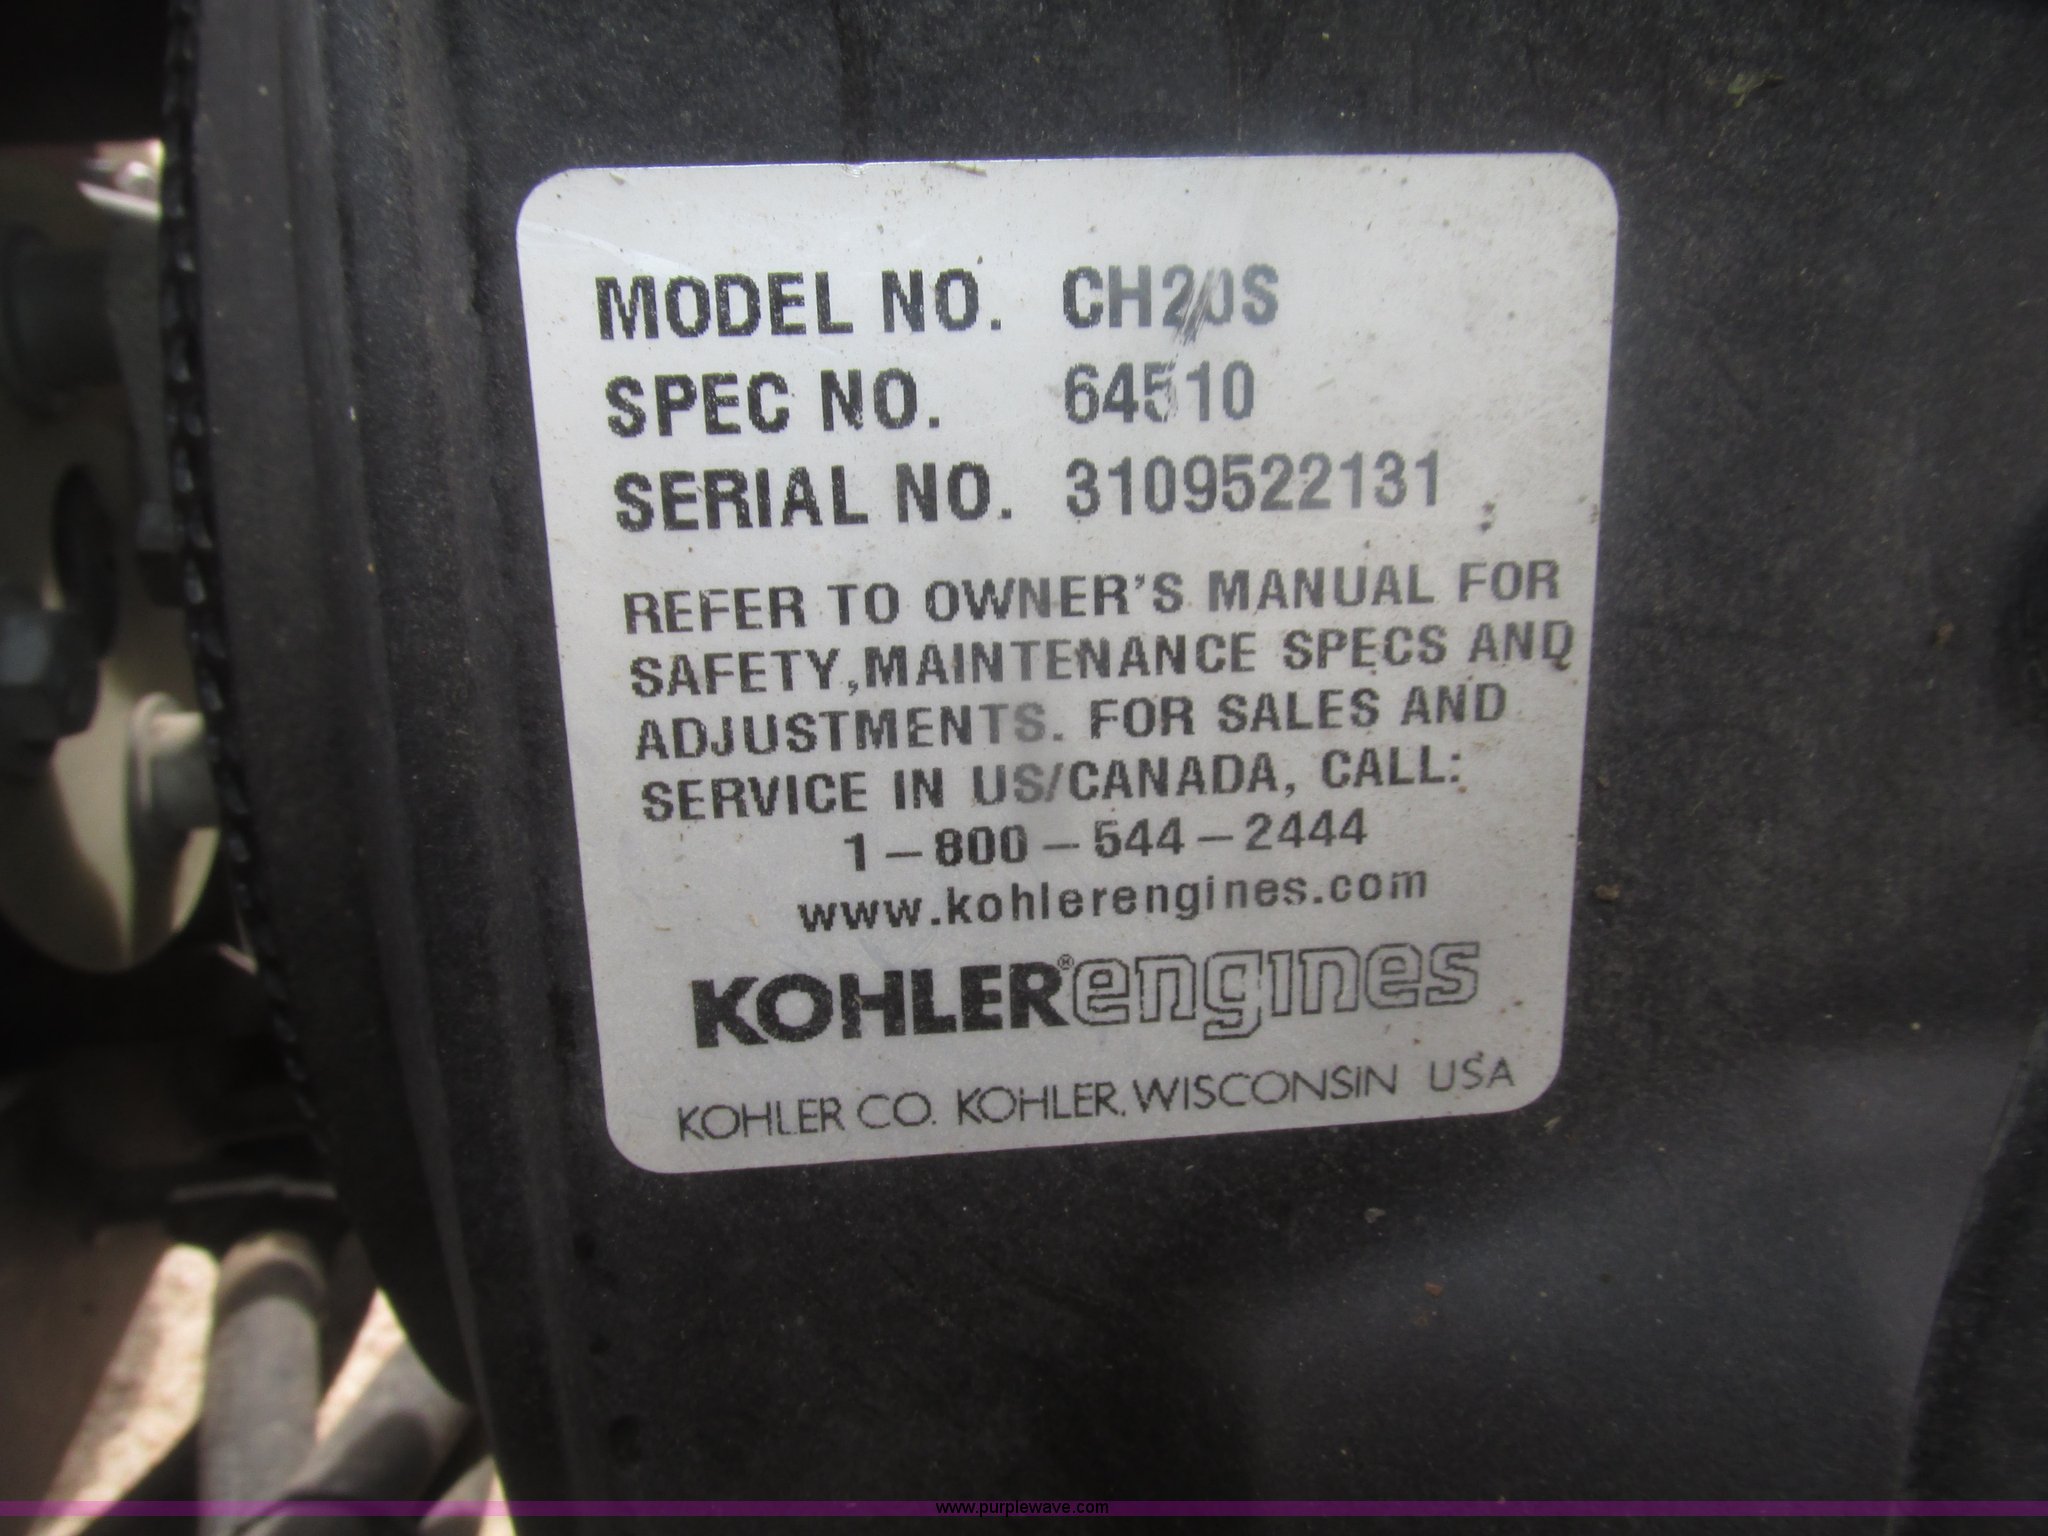 MODEL NO. CH20S
SPEC NO. 64510
SERIAL NO. 3109522131
REFER TO OWNER'S MANUAL FOR
SAFETY,MAINTENANCE SPECS AND
ADJUSTMENTS. FOR SALES AND
SERVICE IN US/CANADA, CALL:
1-800-544-2444
www.kohlerengines.com
KOHLER®engines
KOHLER CO. KOHLER, WISCONSIN USA
www.purplewave.com